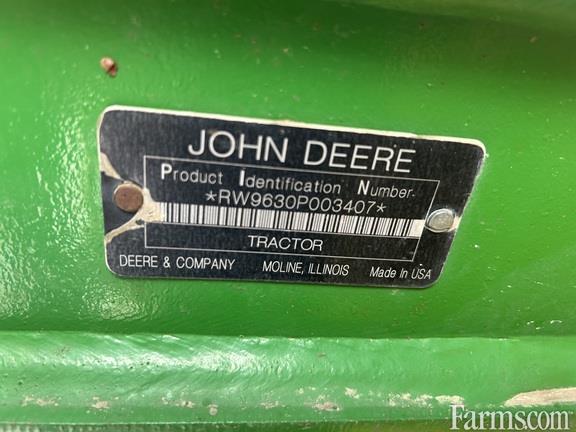 JOHN DEERE
Product Identification Number
*RW9630P003407*
TRACTOR
DEERE & COMPANY MOLINE, ILLINOIS Made In USA
Farms.com